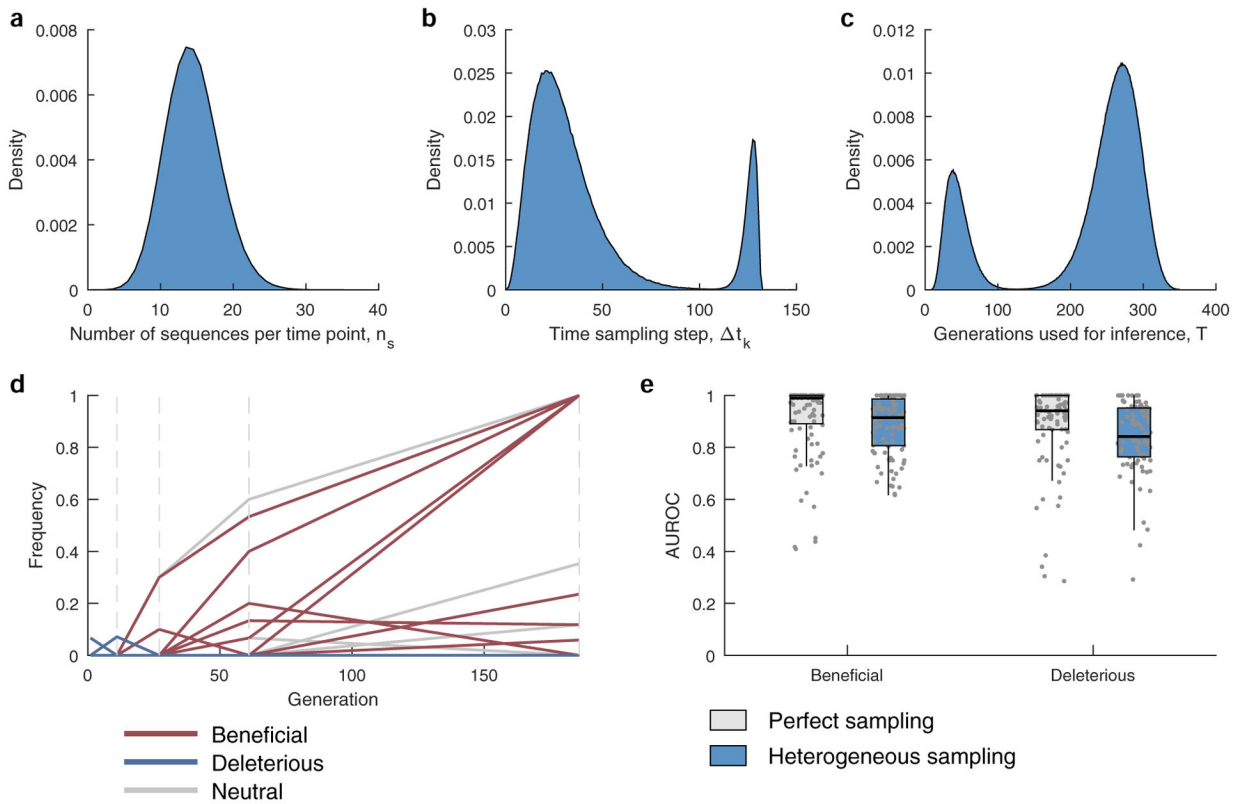 a
0.008
0.006
0.004
0.002
0
0
10
20
30
40
Density
Number of sequences per time point, n_s
b
0.03
0.025
0.020
0.015
0.010
0.005
0
0
50
100
150
Density
Time sampling step, Δt_k
c
0.012
0.01
0.008
0.006
0.004
0.002
0
0
100
200
300
400
Density
Generations used for inference, T
d
1
0.8
0.6
0.4
0.2
0
0
50
100
150
Frequency
Generation
Beneficial
Deleterious
Neutral
e
1
0.8
0.6
0.4
0.2
0
AUROC
Beneficial
Deleterious
Perfect sampling
Heterogeneous sampling